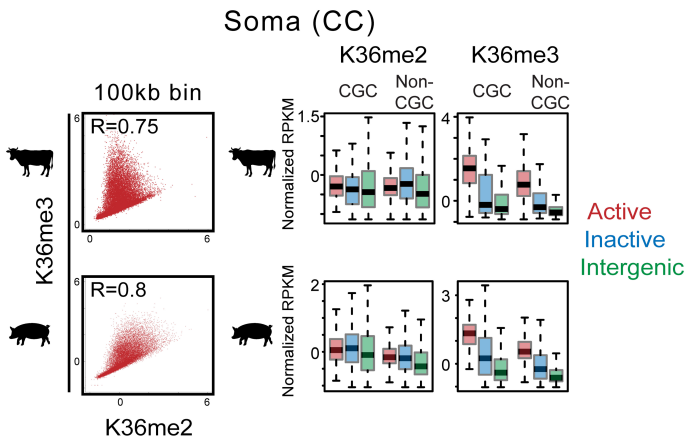 Soma (CC)
K36me2 K36me3
100kb bin
CGC Non-CGC CGC Non-CGC
6
R=0.75
0
0 6
K36me3
Normalized RPKM
1.5
0
4
2
0
Active
Inactive
Intergenic
6
R=0.8
0
0 6
K36me2
Normalized RPKM
2
0
3
0